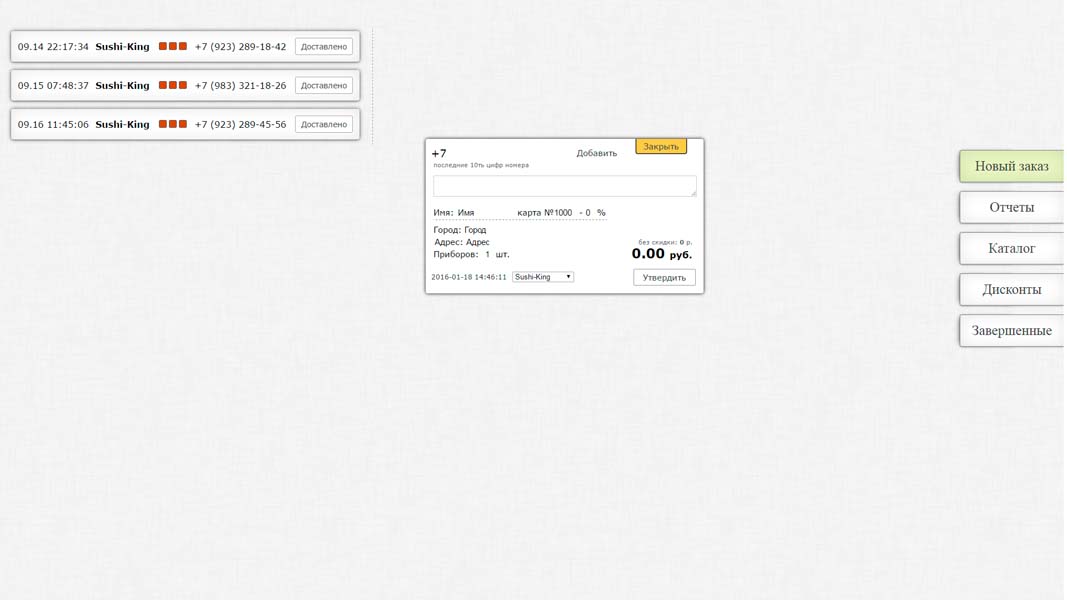 09.14 22:17:34 Sushi-King +7 (923) 289-18-42 Доставлено
09.15 07:48:37 Sushi-King +7 (983) 321-18-26 Доставлено
09.16 11:45:06 Sushi-King +7 (923) 289-45-56 Доставлено
+7 Добавить Закрыть
последние 10ть цифр номера
Имя: Имя карта №1000 - 0 %
Город: Город
Адрес: Адрес без скидки: 0 р.
Приборов: 1 шт. 0.00 руб.
2016-01-18 14:46:11 Sushi-King Утвердить
Новый заказ
Отчеты
Каталог
Дисконты
Завершенные